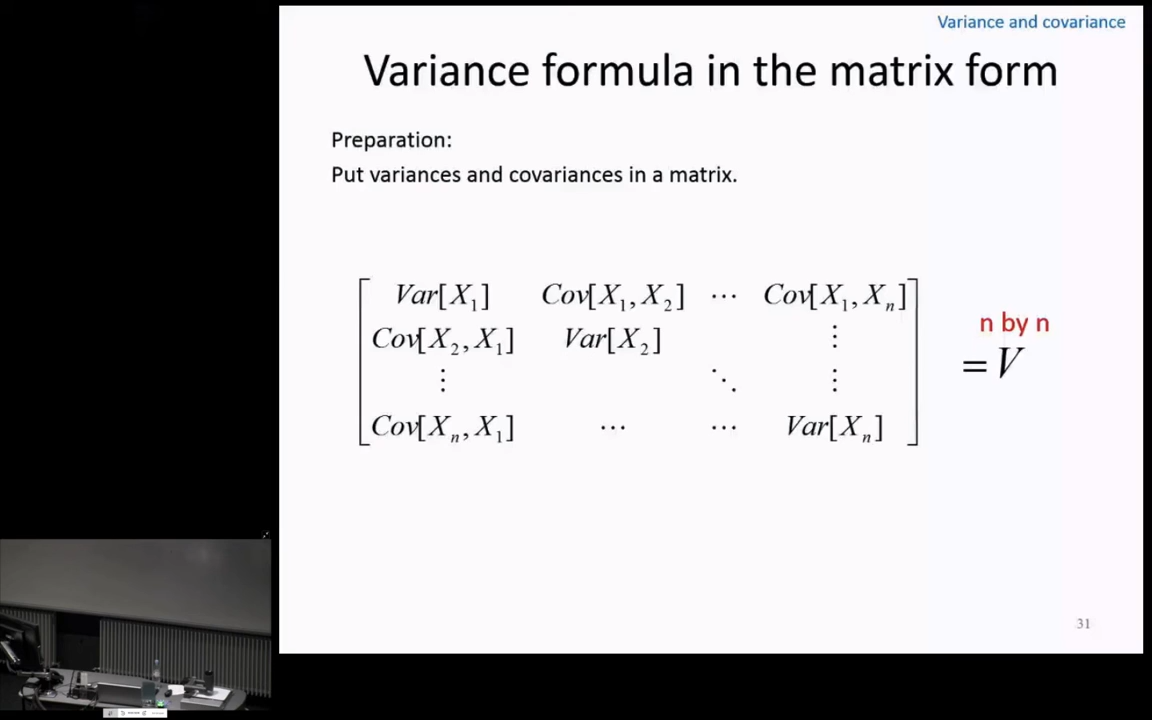 Variance and covariance
Variance formula in the matrix form
Preparation:
Put variances and covariances in a matrix.
Var[X₁] Cov[X₁, X₂] ⋯ Cov[X₁, Xₙ]
Cov[X₂, X₁] Var[X₂] ⋮
⋮ ⋱ ⋮
Cov[Xₙ, X₁] ⋯ ⋯ Var[Xₙ]
n by n
= V
31